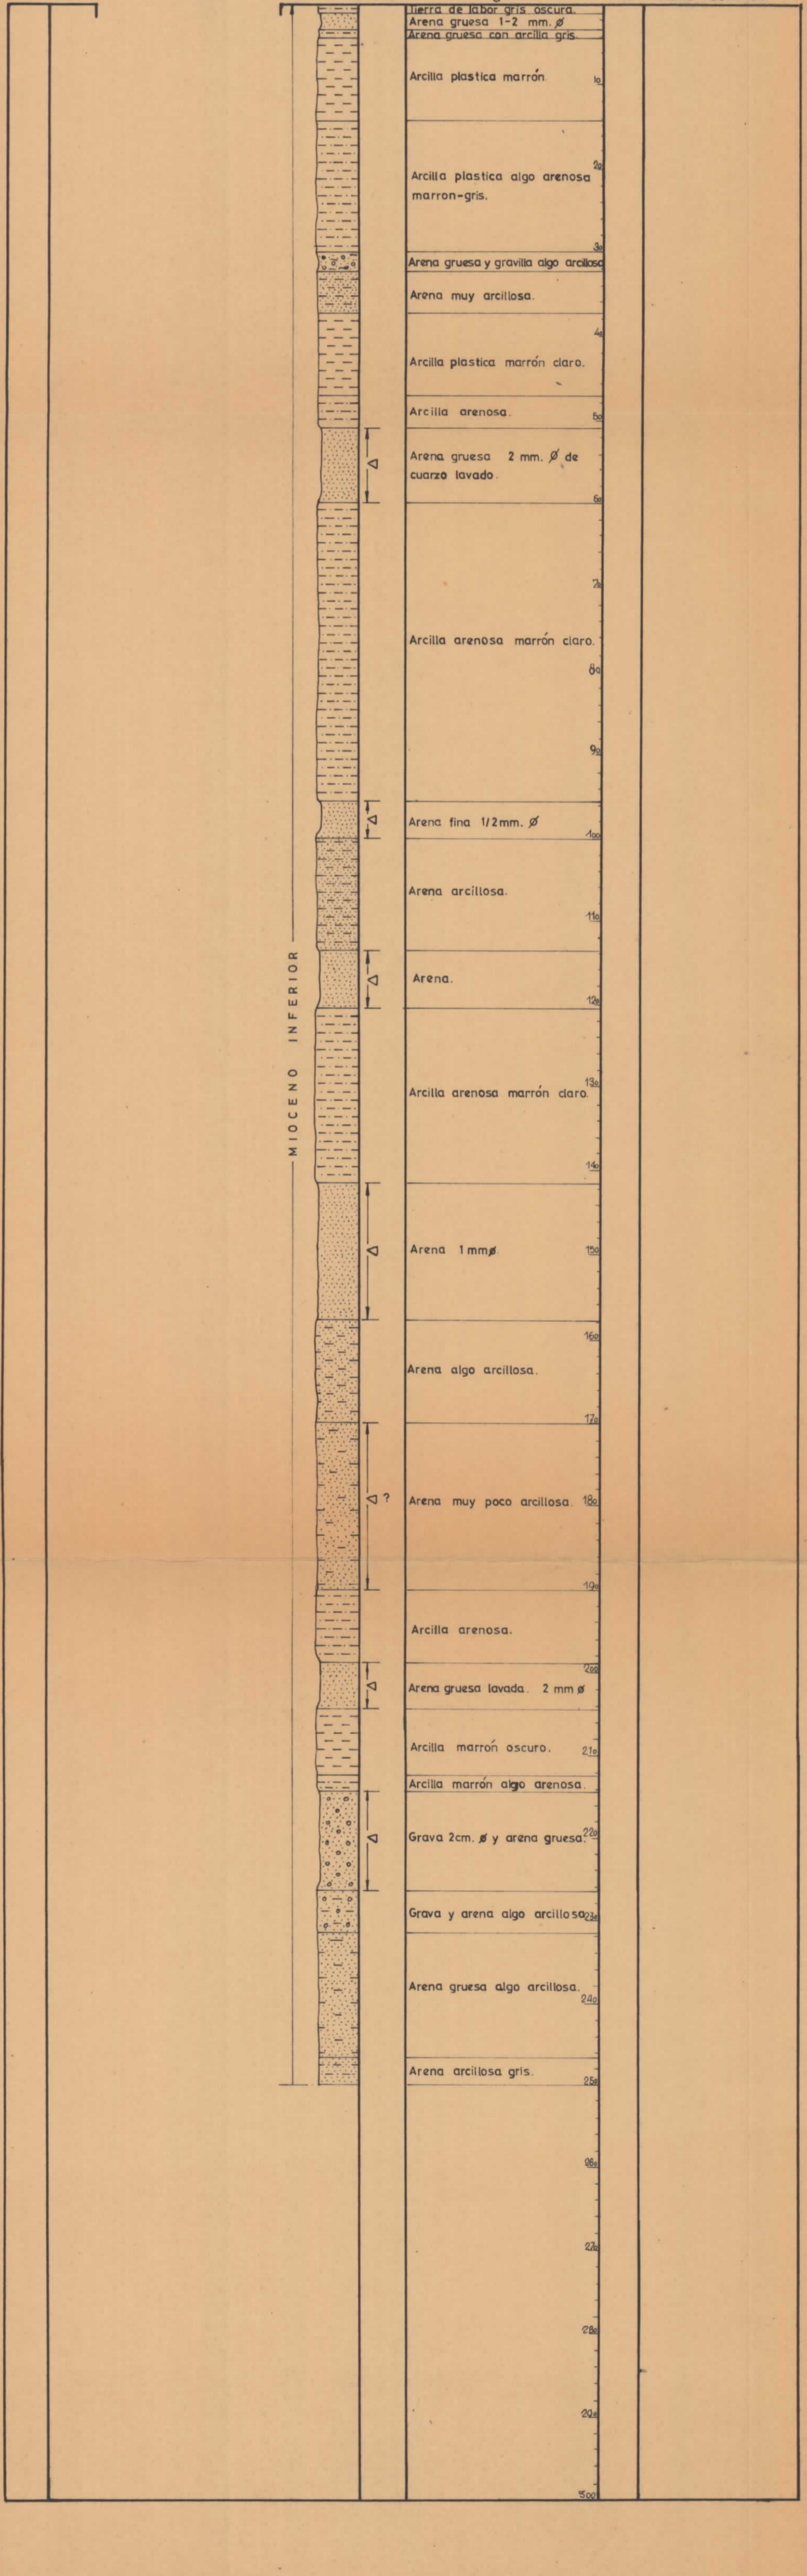 Tierra de labor gris oscura.
Arena gruesa 1-2 mm. ø
Arena gruesa con arcilla gris.
Arcilla plastica marrón.
10
Arcilla plastica algo arenosa
marron-gris.
20
30
Arena gruesa y gravilla algo arcillosa
Arena muy arcillosa.
40
Arcilla plastica marrón claro.
Arcilla arenosa.
50
Arena gruesa 2 mm. ø de
cuarzo lavado.
60
70
Arcilla arenosa marrón claro.
80
90
Arena fina 1/2mm. ø
100
Arena arcillosa.
110
MIOCENO INFERIOR
Arena.
120
130
Arcilla arenosa marrón claro.
140
Arena 1 mmø
150
160
Arena algo arcillosa.
170
?
Arena muy poco arcillosa.
180
190
Arcilla arenosa.
200
Arena gruesa lavada. 2 mm ø
Arcilla marrón oscuro.
210
Arcilla marrón algo arenosa.
Grava 2cm. ø y arena gruesa.
220
Grava y arena algo arcillosa
230
Arena gruesa algo arcillosa.
240
Arena arcillosa gris.
250
260
270
280
290
300